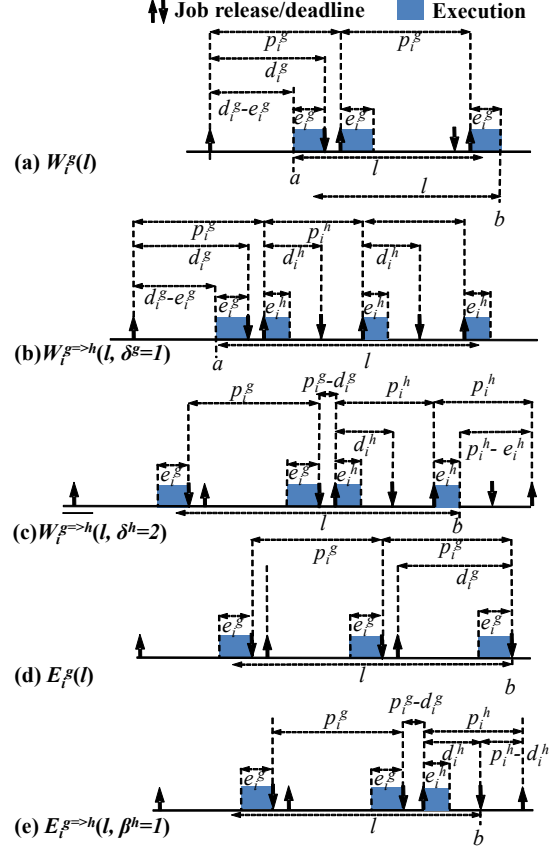 Job release/deadline Execution
p_i^g p_i^g
d_i^g
d_i^g-e_i^g e_i^g e_i^g e_i^g
(a) W_i^g(l) a l
l b
p_i^g p_i^h
d_i^g d_i^h d_i^h
d_i^g-e_i^g e_i^g e_i^h e_i^h e_i^h
(b)W_i^{g=>h}(l, δ^g=1) a l
p_i^g p_i^g-d_i^g p_i^h p_i^h
d_i^h p_i^h- e_i^h
e_i^g e_i^g e_i^h e_i^h
(c)W_i^{g=>h}(l, δ^h=2) l b
p_i^g p_i^g
d_i^g
e_i^g e_i^g e_i^g
(d) E_i^g(l) l b
p_i^g p_i^g-d_i^g p_i^h
d_i^h p_i^h- d_i^h
e_i^g e_i^g e_i^h
(e) E_i^{g=>h}(l, β^h=1) l b